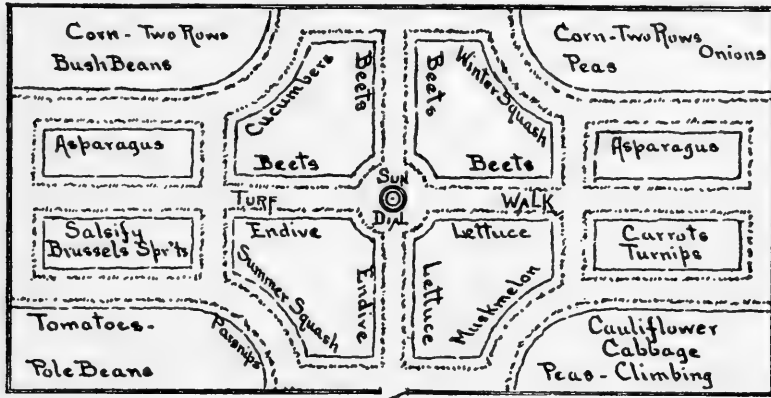 Corn - Two Rows
Bush Beans
Cucumbers
Beets
Beets
Beets
Winter Squash
Beets
Corn - Two Rows
Onions
Peas
Asparagus
Asparagus
Sun
Dial
Turf
Walk
Salsify
Brussels Spr'ts
Endive
Summer Squash
Endive
Lettuce
Lettuce
Muskmelon
Carrots
Turnips
Tomatoes -
Parsnips
Pole Beans
Cauliflower
Cabbage
Peas - Climbing